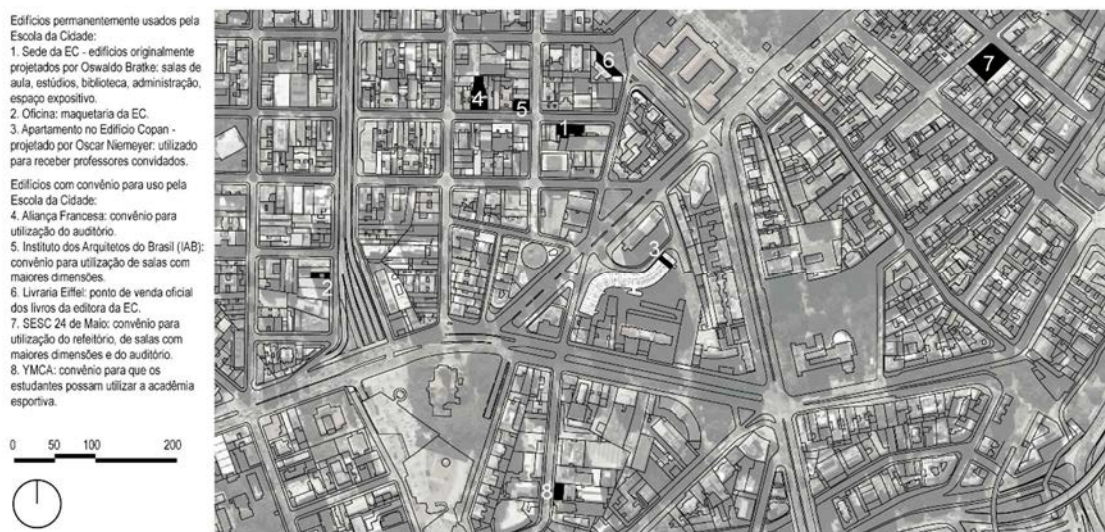 Edifícios permanentemente usados pela
Escola da Cidade:
1. Sede da EC - edifícios originalmente
projetados por Oswaldo Bratke: salas de
aula, estúdios, biblioteca, administração,
espaço expositivo.
2. Oficina: maquetaria da EC.
3. Apartamento no Edifício Copan -
projetado por Oscar Niemeyer: utilizado
para receber professores convidados.
Edifícios com convênio para uso pela
Escola da Cidade:
4. Aliança Francesa: convênio para
utilização do auditório.
5. Instituto dos Arquitetos do Brasil (IAB):
convênio para utilização de salas com
maiores dimensões.
6. Livraria Eiffel: ponto de venda oficial
dos livros da editora da EC.
7. SESC 24 de Maio: convênio para
utilização do refeitório, de salas com
maiores dimensões e do auditório.
8. YMCA: convênio para que os
estudantes possam utilizar a acadêmia
esportiva.
0 50 100 200
6
7
4
5
1
3
2
8